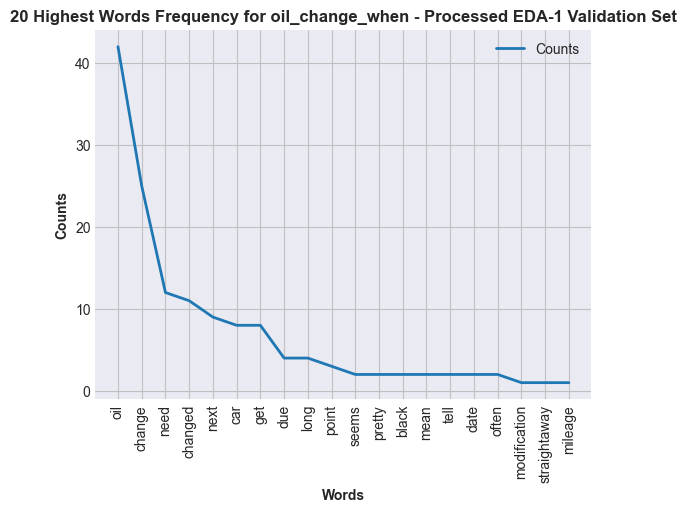 20 Highest Words Frequency for oil_change_when - Processed EDA-1 Validation Set
Counts
40
30
20
10
0
Counts
oil
change
need
changed
next
car
get
due
long
point
seems
pretty
black
mean
tell
date
often
modification
straightaway
mileage
Words